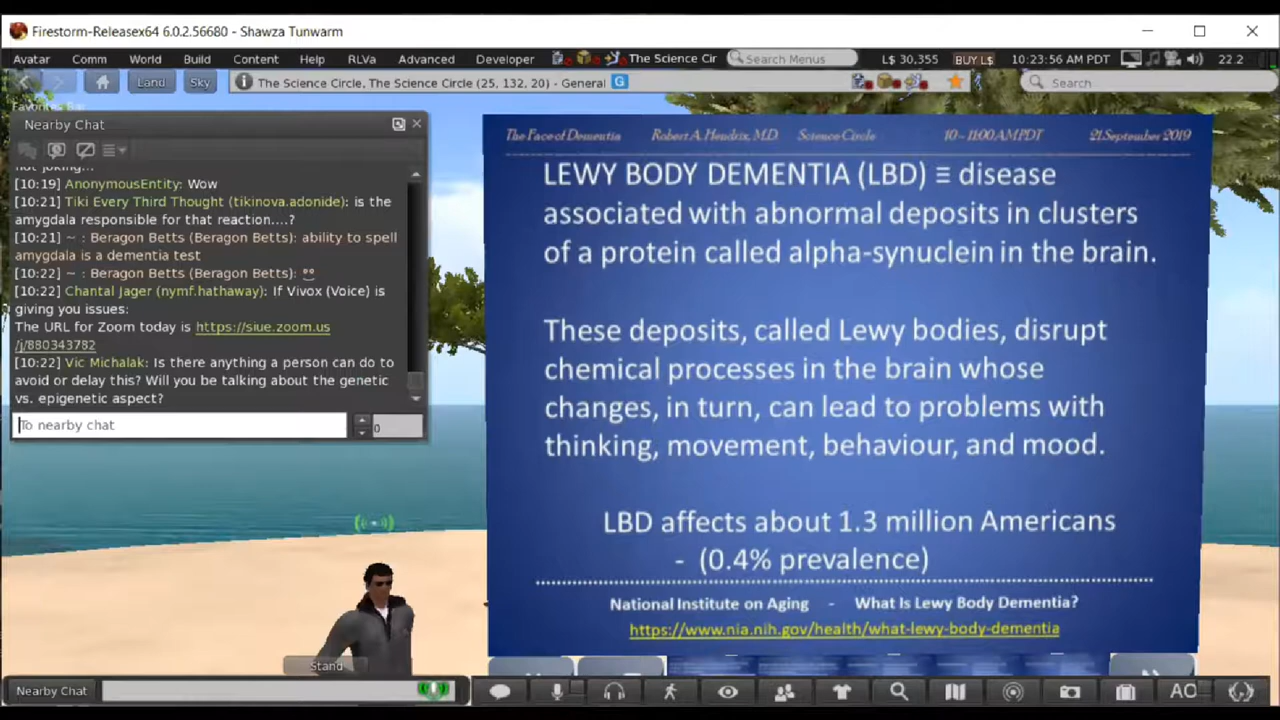 Firestorm-Releasex64 6.0.2.56680 - Shawza Tunwarm
Avatar Comm World Build Content Help RLVa Advanced Developer The Science Cir Search Menus L$ 30,355 BUY L$ 10:23:56 AM PDT 22.2
Land Sky The Science Circle, The Science Circle (25, 132, 20) - General G Search
Favorites Bar
Nearby Chat
not joking...
[10:19] AnonymousEntity: Wow
[10:21] Tiki Every Third Thought (tikinova.adonide): is the
amygdala responsible for that reaction....?
[10:21] ~ : Beragon Betts (Beragon Betts): ability to spell
amygdala is a dementia test
[10:22] ~ : Beragon Betts (Beragon Betts):
[10:22] Chantal Jager (nymf.hathaway): If Vivox (Voice) is
giving you issues:
The URL for Zoom today is https://siue.zoom.us
/j/880343782
[10:22] Vic Michalak: Is there anything a person can do to
avoid or delay this? Will you be talking about the genetic
vs. epigenetic aspect?
To nearby chat 0
The Face of Dementia Robert A. Hendrix, M.D. Science Circle 10 - 11:00 AM PDT 21 September 2019
LEWY BODY DEMENTIA (LBD) ≡ disease
associated with abnormal deposits in clusters
of a protein called alpha-synuclein in the brain.
These deposits, called Lewy bodies, disrupt
chemical processes in the brain whose
changes, in turn, can lead to problems with
thinking, movement, behaviour, and mood.
LBD affects about 1.3 million Americans
- (0.4% prevalence)
National Institute on Aging - What Is Lewy Body Dementia?
https://www.nia.nih.gov/health/what-lewy-body-dementia
Stand
Nearby Chat AO